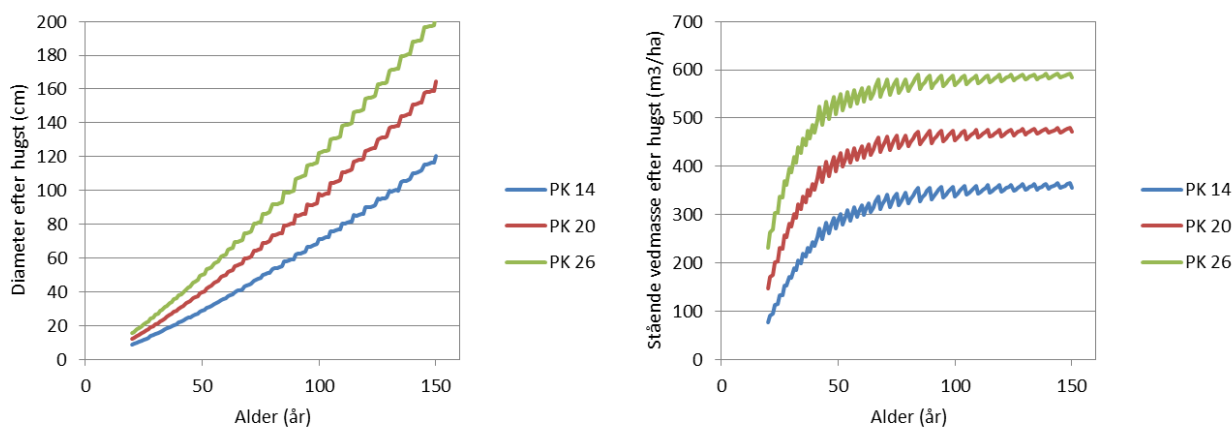 Diameter efter hugst (cm)
200
180
160
140
120
100
80
60
40
20
0
0 50 100 150
Alder (år)
PK 14
PK 20
PK 26
Stående vedmasse efter hugst (m3/ha)
700
600
500
400
300
200
100
0
0 50 100 150
Alder (år)
PK 14
PK 20
PK 26